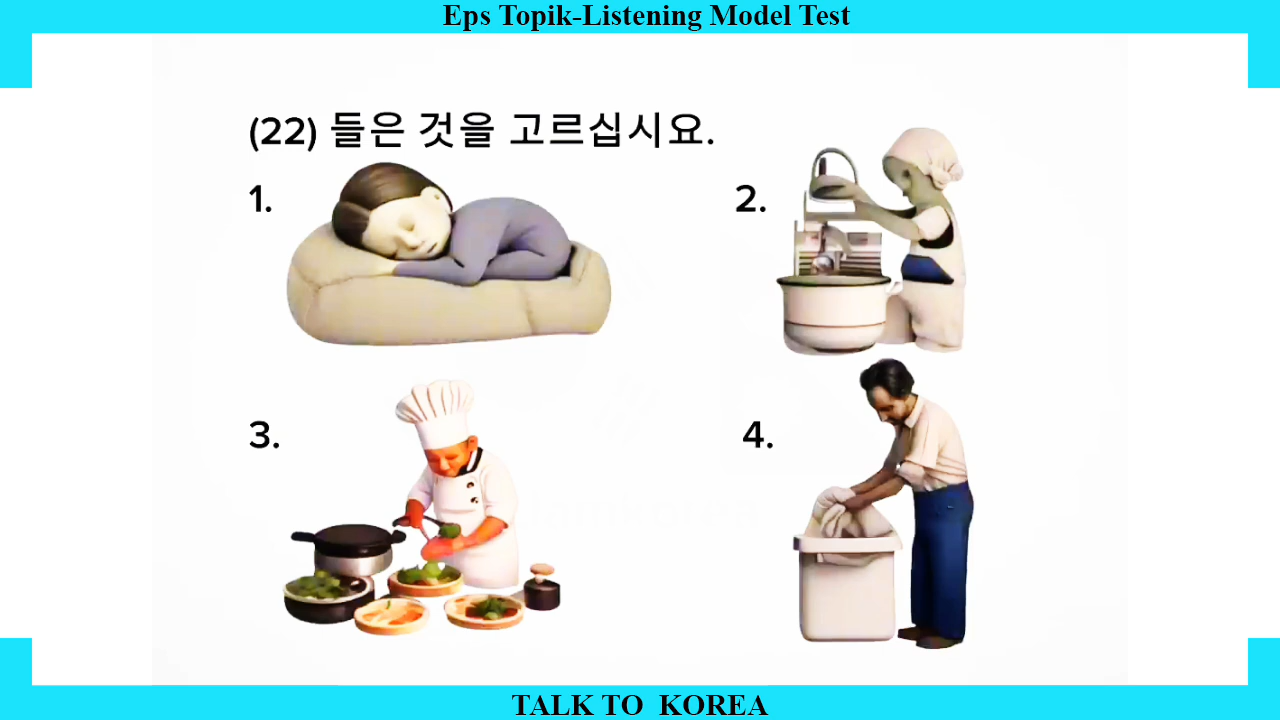 Eps Topik-Listening Model Test
(22) 들은 것을 고르십시요.
1.
2.
3.
4.
TALK TO KOREA